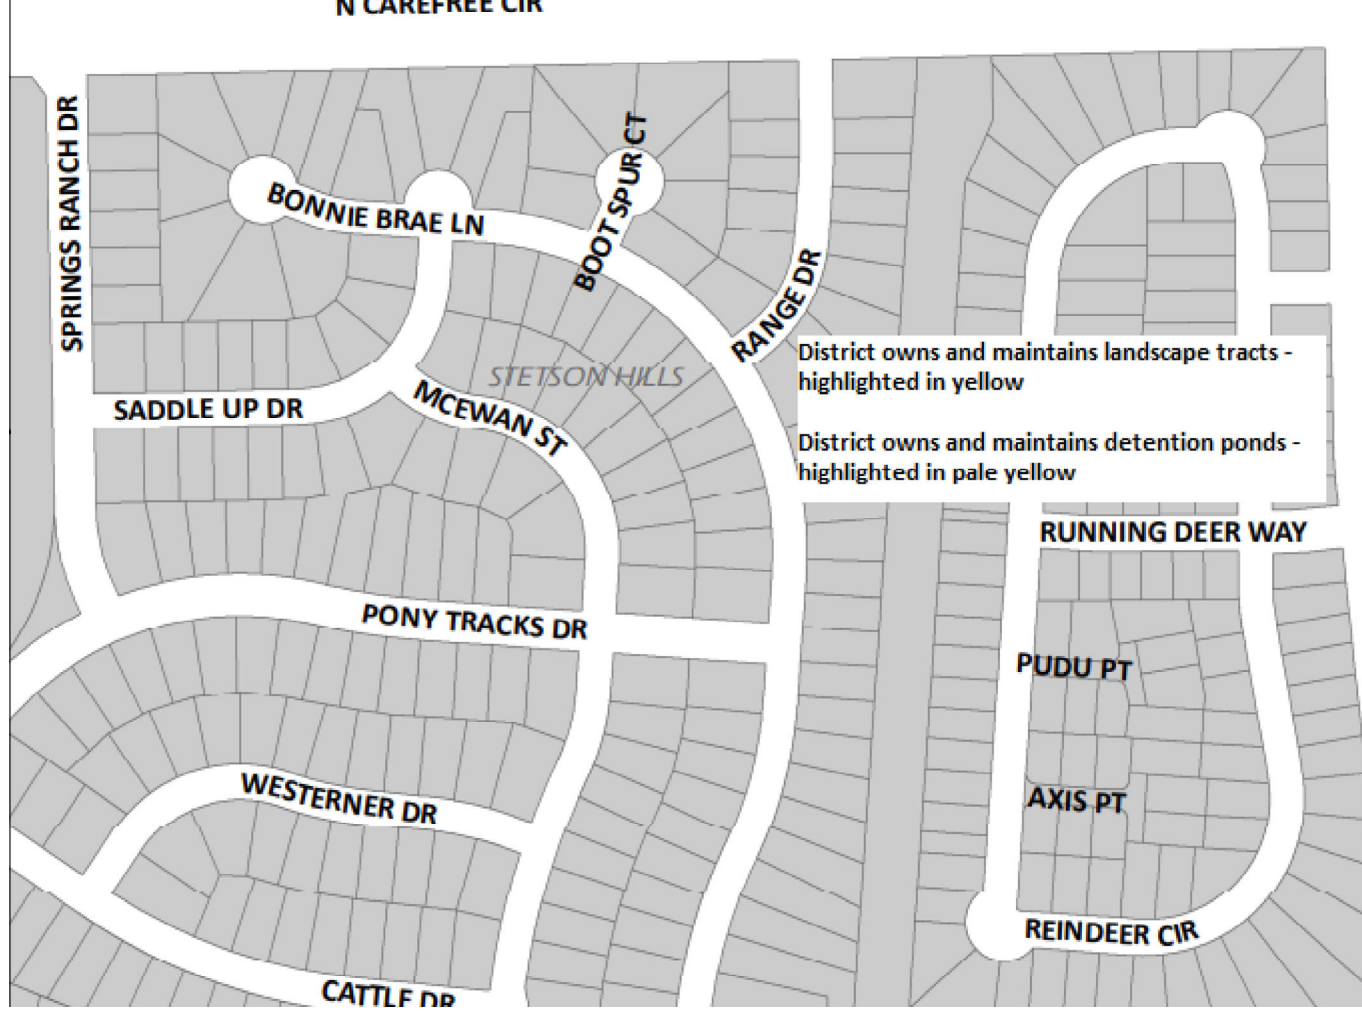 N CAREFREE CIR
SPRINGS RANCH DR
BOOT SPUR CT
BONNIE BRAE LN
RANGE DR
District owns and maintains landscape tracts -
highlighted in yellow
STETSON HILLS
SADDLE UP DR
MCEWAN ST
District owns and maintains detention ponds -
highlighted in pale yellow
RUNNING DEER WAY
PONY TRACKS DR
PUDU PT
WESTERNER DR
AXIS PT
REINDEER CIR
CATTLE DR